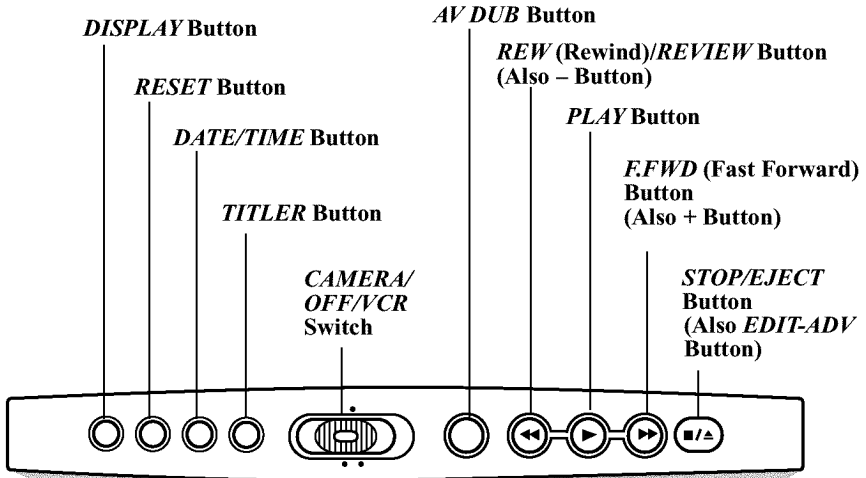 DISPLAY Button
RESET Button
DATE/TIME Button
TITLER Button
CAMERA/
OFF/VCR
Switch
AV DUB Button
REW (Rewind)/REVIEW Button
(Also – Button)
PLAY Button
F.FWD (Fast Forward)
Button
(Also + Button)
STOP/EJECT
Button
(Also EDIT-ADV
Button)